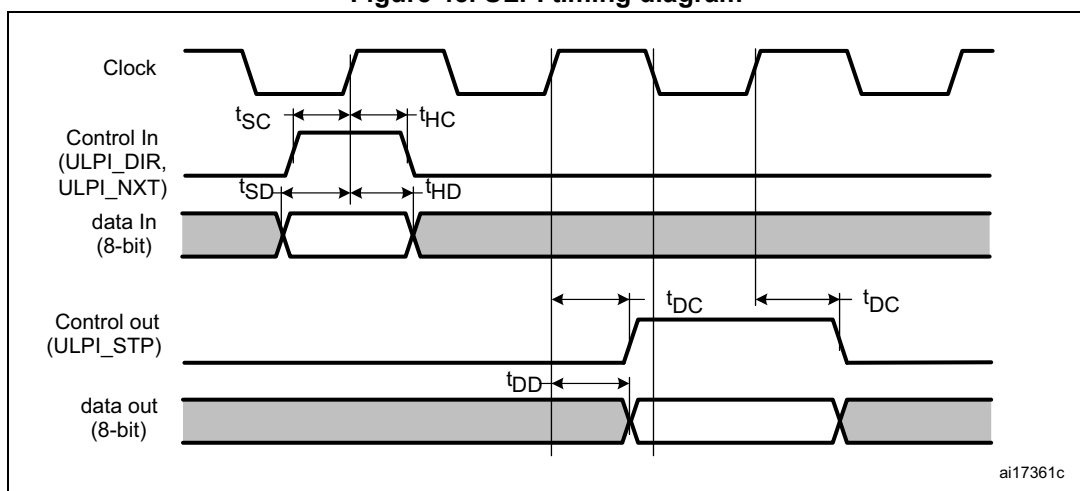 Figure ULPI timing diagram
Clock
tSC
tHC
Control In
(ULPI_DIR,
ULPI_NXT)
tSD
tHD
data In
(8-bit)
tDC
tDC
Control out
(ULPI_STP)
tDD
data out
(8-bit)
ai17361c